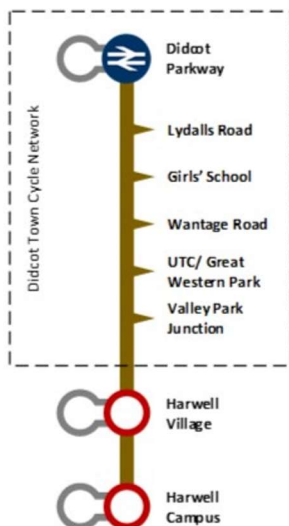 Didcot
Parkway
Lydalls Road
Girls' School
Wantage Road
UTC/ Great
Western Park
Valley Park
Junction
Didcot Town Cycle Network
Harwell
Village
Harwell
Campus